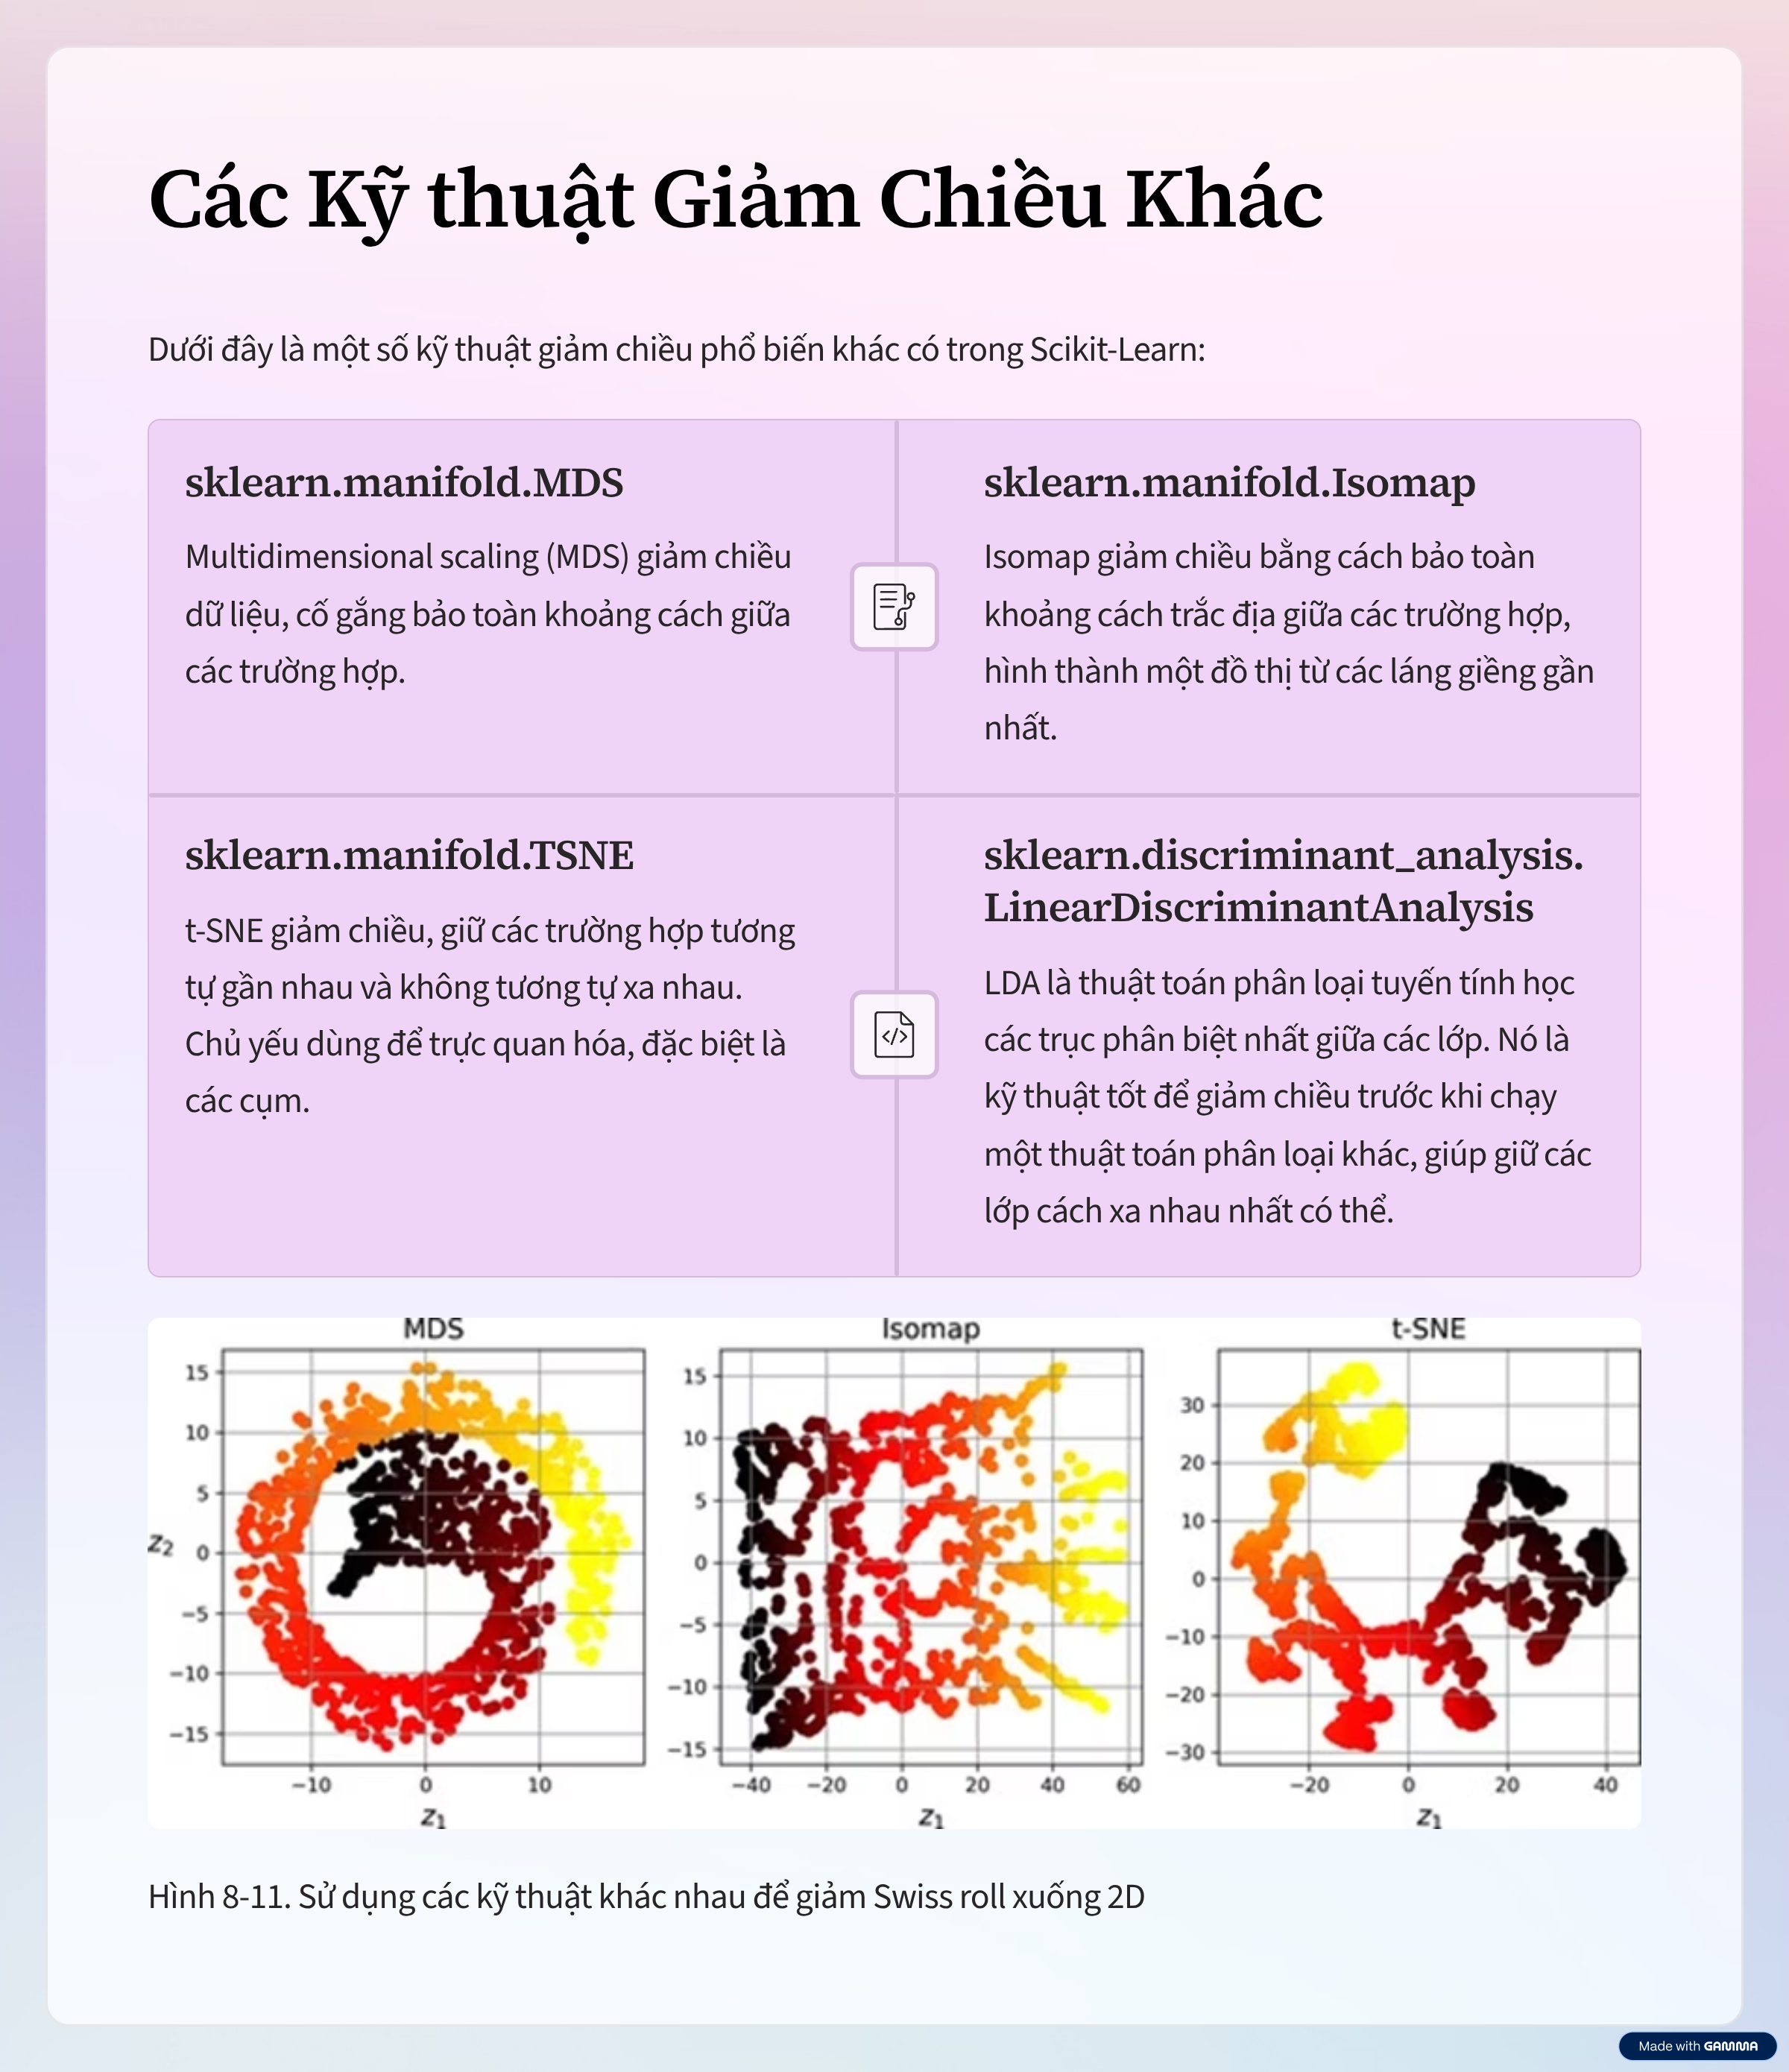 Các Kỹ thuật Giảm Chiều Khác
Dưới đây là một số kỹ thuật giảm chiều phổ biến khác có trong Scikit-Learn:
sklearn.manifold.MDS
Multidimensional scaling (MDS) giảm chiều
dữ liệu, cố gắng bảo toàn khoảng cách giữa
các trường hợp.
sklearn.manifold.Isomap
Isomap giảm chiều bằng cách bảo toàn
khoảng cách trắc địa giữa các trường hợp,
hình thành một đồ thị từ các láng giềng gần
nhất.
sklearn.manifold.TSNE
t-SNE giảm chiều, giữ các trường hợp tương
tự gần nhau và không tương tự xa nhau.
Chủ yếu dùng để trực quan hóa, đặc biệt là
các cụm.
sklearn.discriminant_analysis.
LinearDiscriminantAnalysis
LDA là thuật toán phân loại tuyến tính học
các trục phân biệt nhất giữa các lớp. Nó là
kỹ thuật tốt để giảm chiều trước khi chạy
một thuật toán phân loại khác, giúp giữ các
lớp cách xa nhau nhất có thể.
MDS
15
10
5
0
−5
−10
−15
z2
−10 0 10
z1
Isomap
15
10
5
0
−5
−10
−15
−40 −20 0 20 40 60
z1
t-SNE
30
20
10
0
−10
−20
−30
−20 0 20 40
z1
Hình 8-11. Sử dụng các kỹ thuật khác nhau để giảm Swiss roll xuống 2D
Made with GAMMA